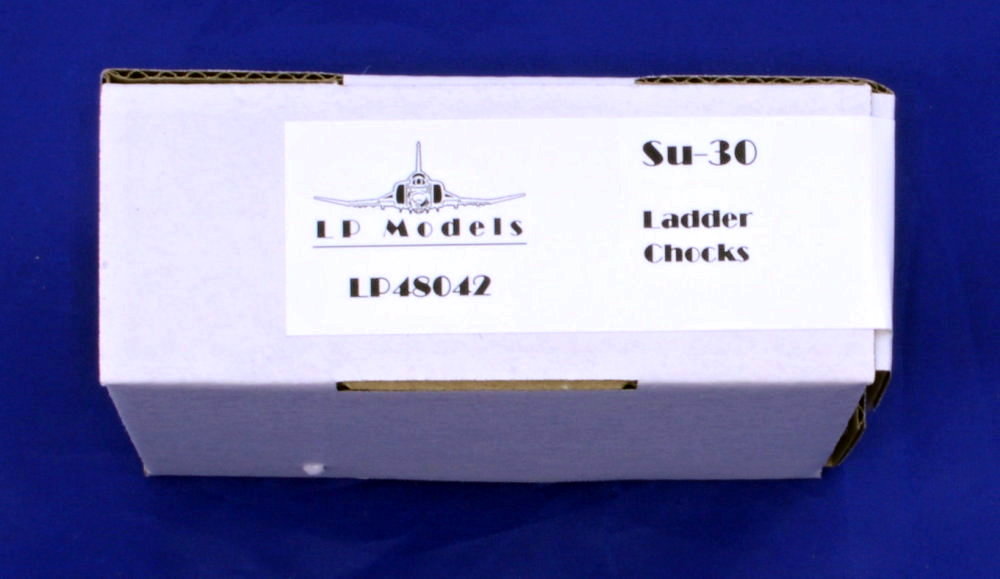 LP Models
LP48042
Su-30
Ladder
Chocks